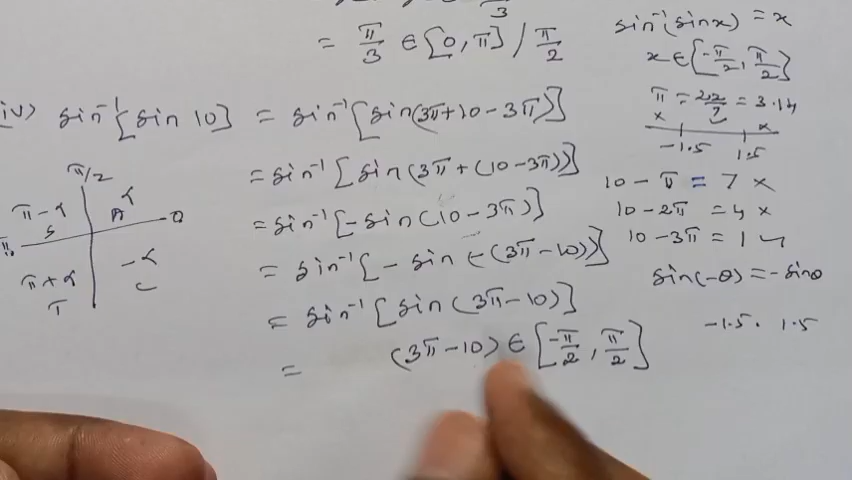 3
= π/3 ∈ [0, π] / π/2
iv) sin⁻¹{sin 10} = sin⁻¹[sin(3π+10-3π)]
= sin⁻¹[sin(3π+(10-3π))]
= sin⁻¹[-sin(10-3π)]
= sin⁻¹[-sin(-(3π-10))]
= sin⁻¹[sin(3π-10)]
= (3π-10) ∈ [-π/2, π/2]
π/2
π-α
α
S
A
0
π
π+α
-α
T
C
sin⁻¹(sinx) = x
x ∈ [-π/2, π/2]
π = 22/7 = 3.14
x x
-1.5 1.5
10 - π = 7 x
10 - 2π = 4 x
10 - 3π = 1 ✓
sin(-θ) = -sinθ
-1.5. 1.5